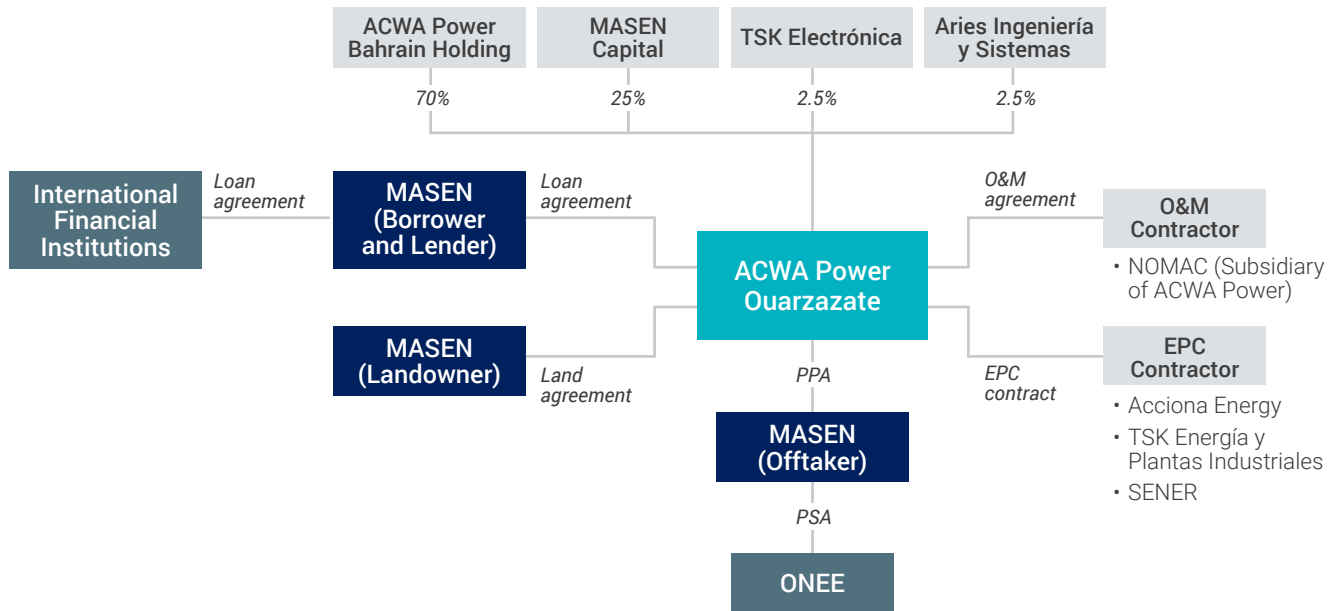 ACWA Power
Bahrain Holding
MASEN
Capital
TSK Electrónica
Aries Ingeniería
y Sistemas
70%
25%
2.5%
2.5%
International
Financial
Institutions
Loan
agreement
MASEN
(Borrower
and Lender)
Loan
agreement
O&M
agreement
O&M
Contractor
• NOMAC (Subsidiary
of ACWA Power)
ACWA Power
Ouarzazate
MASEN
(Landowner)
Land
agreement
PPA
EPC
contract
EPC
Contractor
• Acciona Energy
• TSK Energía y
Plantas Industriales
• SENER
MASEN
(Offtaker)
PSA
ONEE